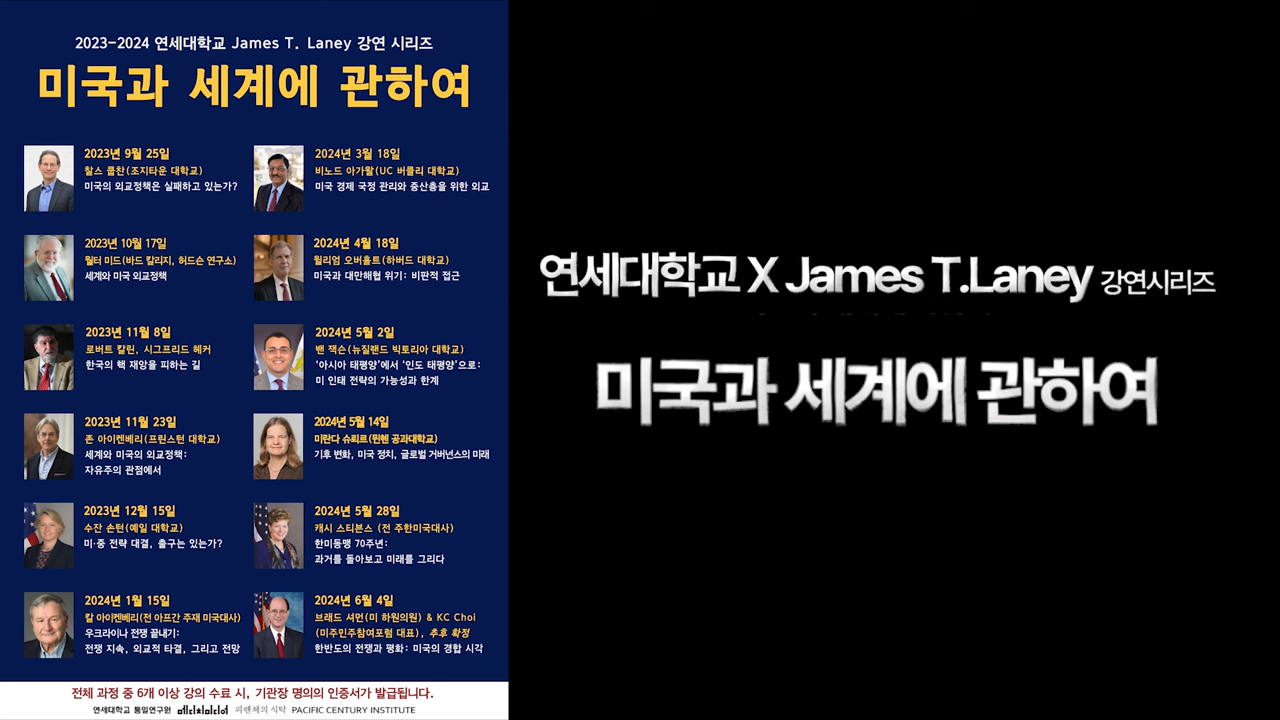 2023-2024 연세대학교 James T. Laney 강연 시리즈
미국과 세계에 관하여
2023년 9월 25일
찰스 쿱찬(조지타운 대학교)
미국의 외교정책은 실패하고 있는가?
2023년 10월 17일
월터 미드(바드 칼리지, 허드슨 연구소)
세계와 미국 외교정책
2023년 11월 8일
로버트 칼린, 시그프리드 헤커
한국의 핵 재앙을 피하는 길
2023년 11월 23일
존 아이켄베리(프린스턴 대학교)
세계와 미국의 외교정책:
자유주의 관점에서
2023년 12월 15일
수잔 손턴(예일 대학교)
미·중 전략 대결, 출구는 있는가?
2024년 1월 15일
칼 아이켄베리(전 아프간 주재 미국대사)
우크라이나 전쟁 끝내기:
전쟁 지속, 외교적 타결, 그리고 전망
2024년 3월 18일
비노드 아가왈(UC 버클리 대학교)
미국 경제 국정 관리와 중산층을 위한 외교
2024년 4월 18일
윌리엄 오버홀트(하버드 대학교)
미국과 대만해협 위기: 비판적 접근
2024년 5월 2일
밴 잭슨(뉴질랜드 빅토리아 대학교)
'아시아 태평양'에서 '인도 태평양'으로:
미 인태 전략의 가능성과 한계
2024년 5월 14일
미란다 슈뢰르(뮌헨 공과대학교)
기후 변화, 미국 정치, 글로벌 거버넌스의 미래
2024년 5월 28일
캐시 스티븐스 (전 주한미국대사)
한미동맹 70주년:
과거를 돌아보고 미래를 그리다
2024년 6월 4일
브래드 셔먼(미 하원의원) & KC Choi
(미주민주참여포럼 대표), 추후 확정
한반도의 전쟁과 평화: 미국의 경합 시각
전체 과정 중 6개 이상 강의 수료 시, 기관장 명의의 인증서가 발급됩니다.
연세대학교 통일연구원 메디치미디어 피렌체의 식탁 PACIFIC CENTURY INSTITUTE
연세대학교 X James T.Laney 강연시리즈
미국과 세계에 관하여